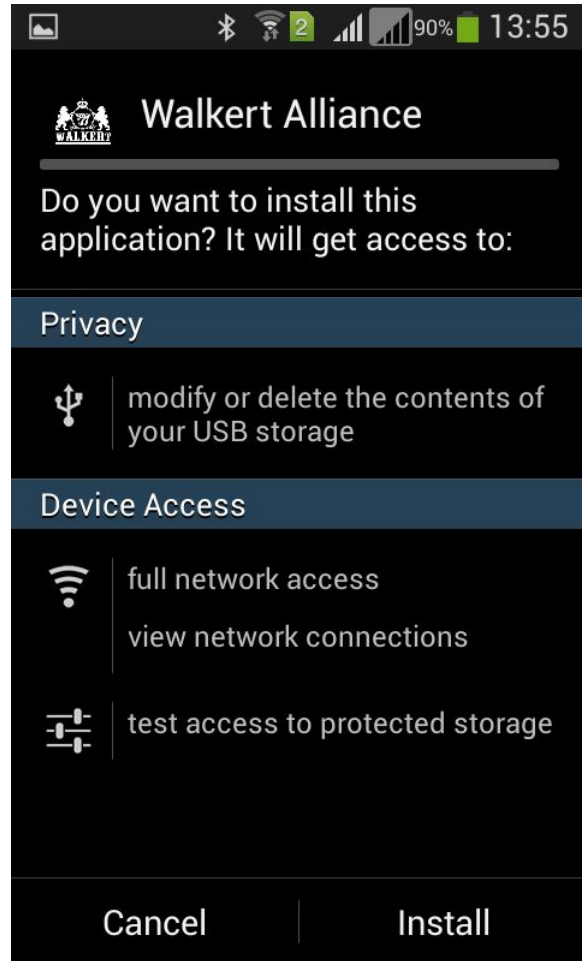 2 90% 13:55
WALKERT Walkert Alliance
Do you want to install this
application? It will get access to:
Privacy
modify or delete the contents of
your USB storage
Device Access
full network access
view network connections
test access to protected storage
Cancel Install